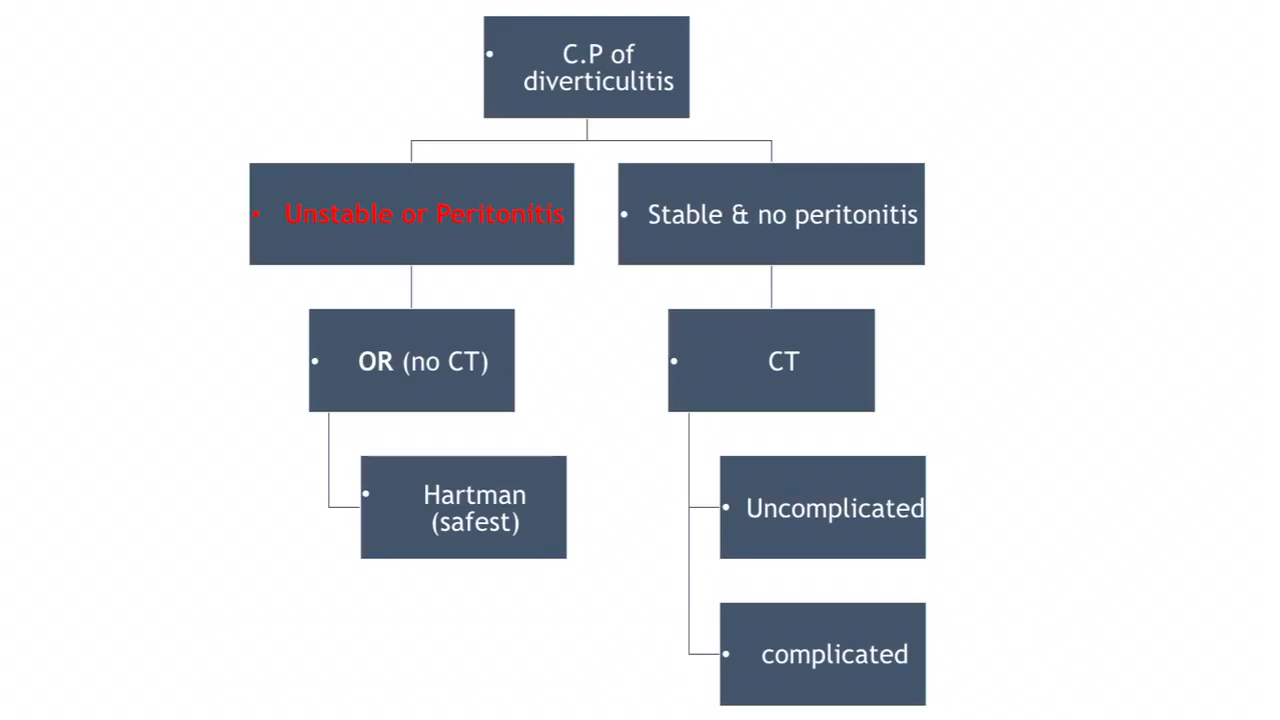 • C.P of
diverticulitis
• Unstable or Peritonitis
• Stable & no peritonitis
• OR (no CT)
• CT
• Hartman
(safest)
• Uncomplicated
• complicated